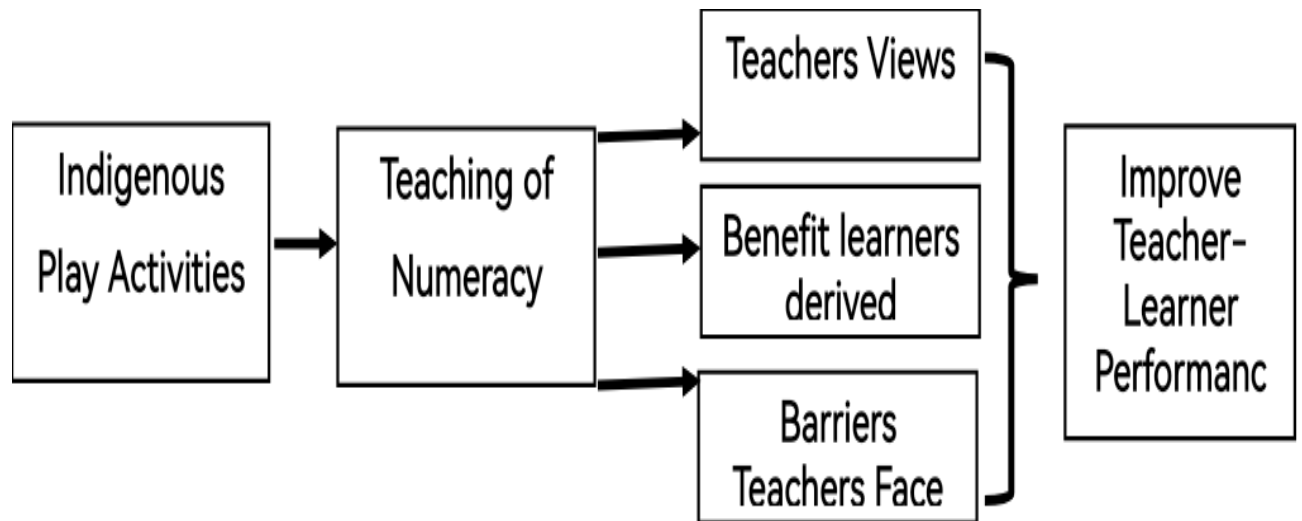 Indigenous
Play Activities
Teaching of
Numeracy
Teachers Views
Benefit learners
derived
Barriers
Teachers Face
Improve
Teacher-
Learner
Performanc